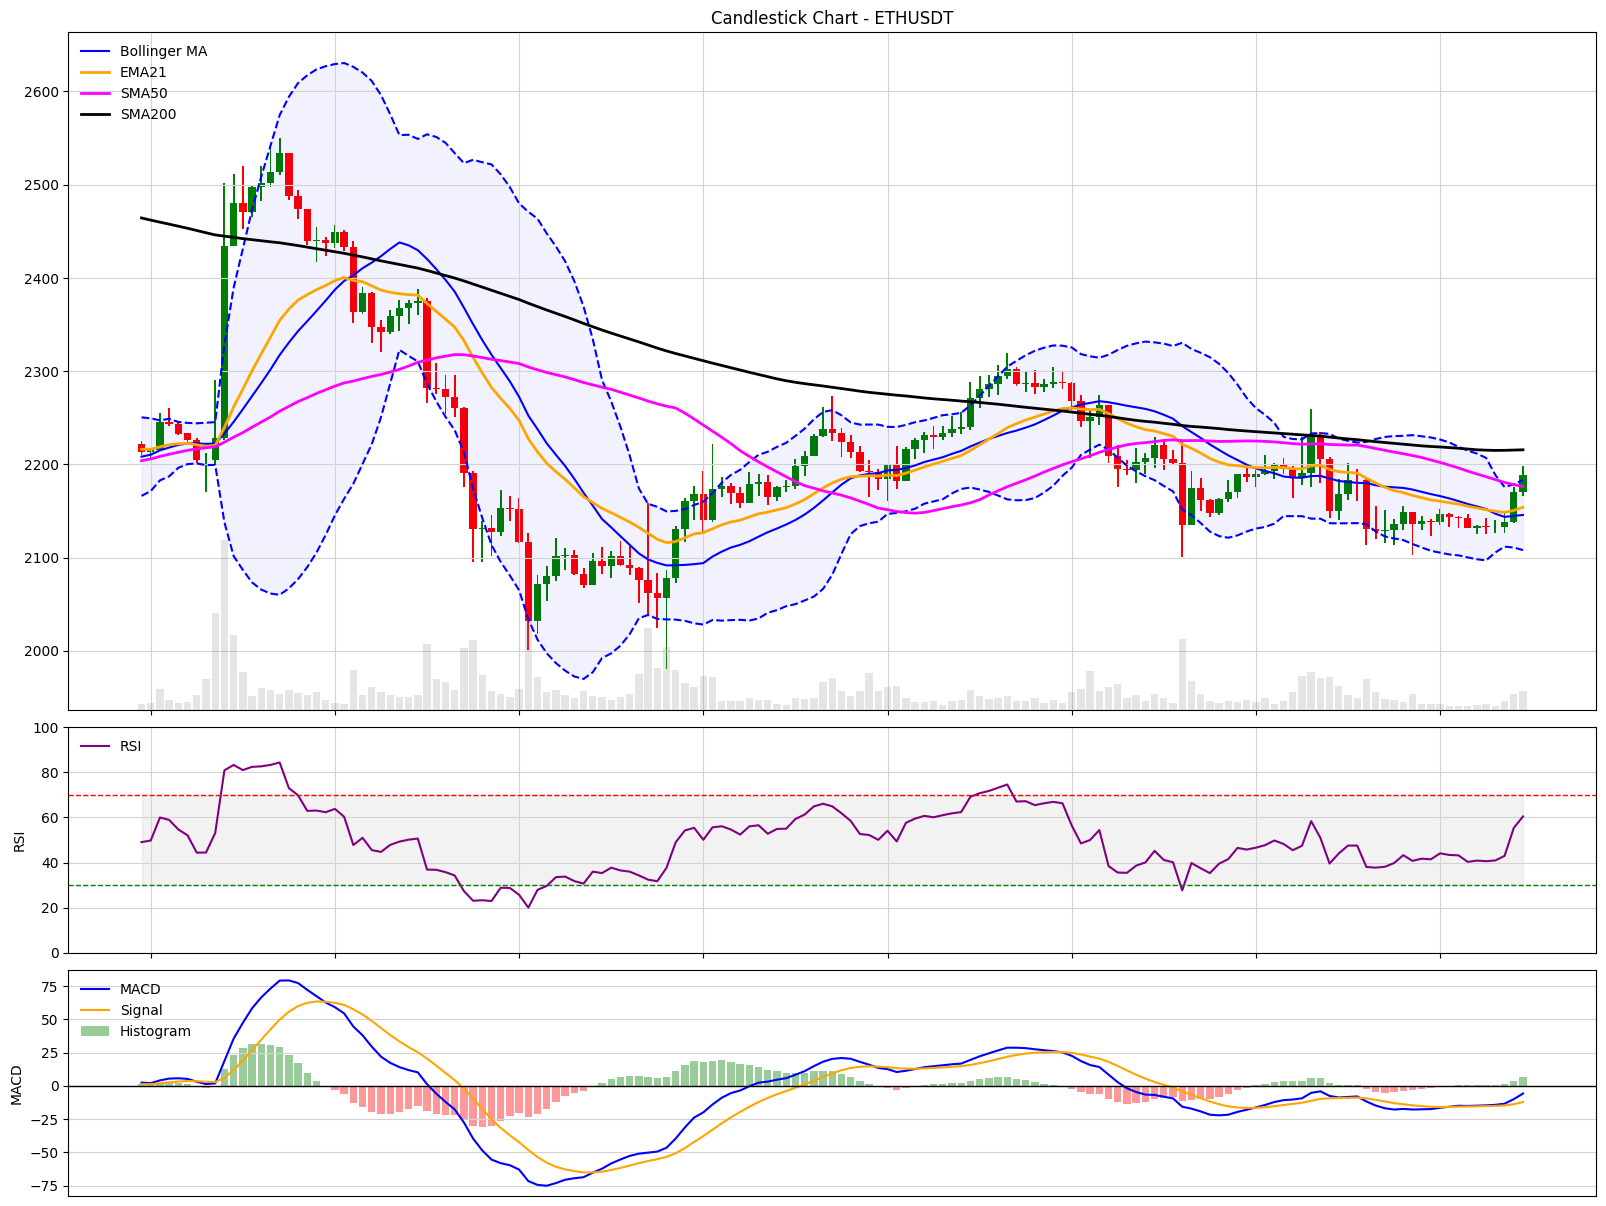 Candlestick Chart - ETHUSDT
Bollinger MA
EMA21
SMA50
SMA200
2600
2500
2400
2300
2200
2100
2000
RSI
100
80
60
40
20
0
RSI
MACD
Signal
Histogram
75
50
25
0
−25
−50
−75
MACD